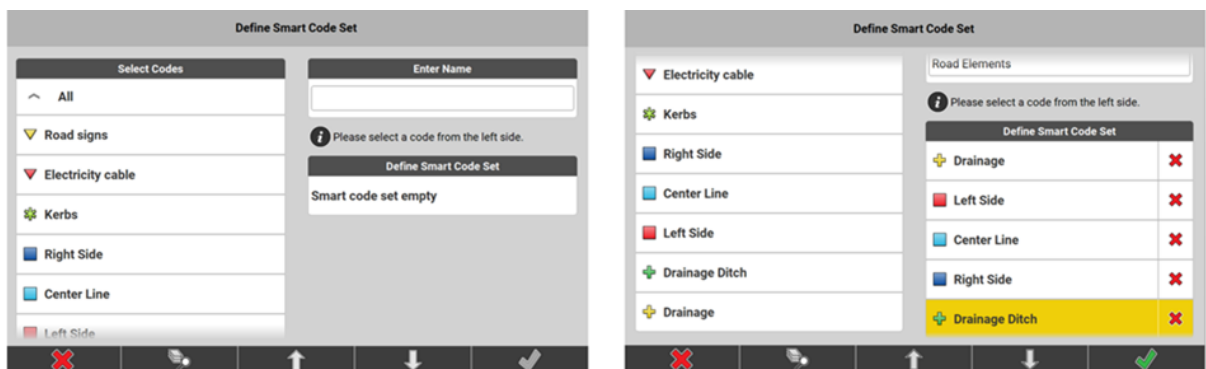 Define Smart Code Set
Select Codes
All
Road signs
Electricity cable
Kerbs
Right Side
Center Line
Left Side
Enter Name
Please select a code from the left side.
Define Smart Code Set
Smart code set empty
Define Smart Code Set
Electricity cable
Kerbs
Right Side
Center Line
Left Side
Drainage Ditch
Drainage
Road Elements
Please select a code from the left side.
Define Smart Code Set
Drainage
Left Side
Center Line
Right Side
Drainage Ditch